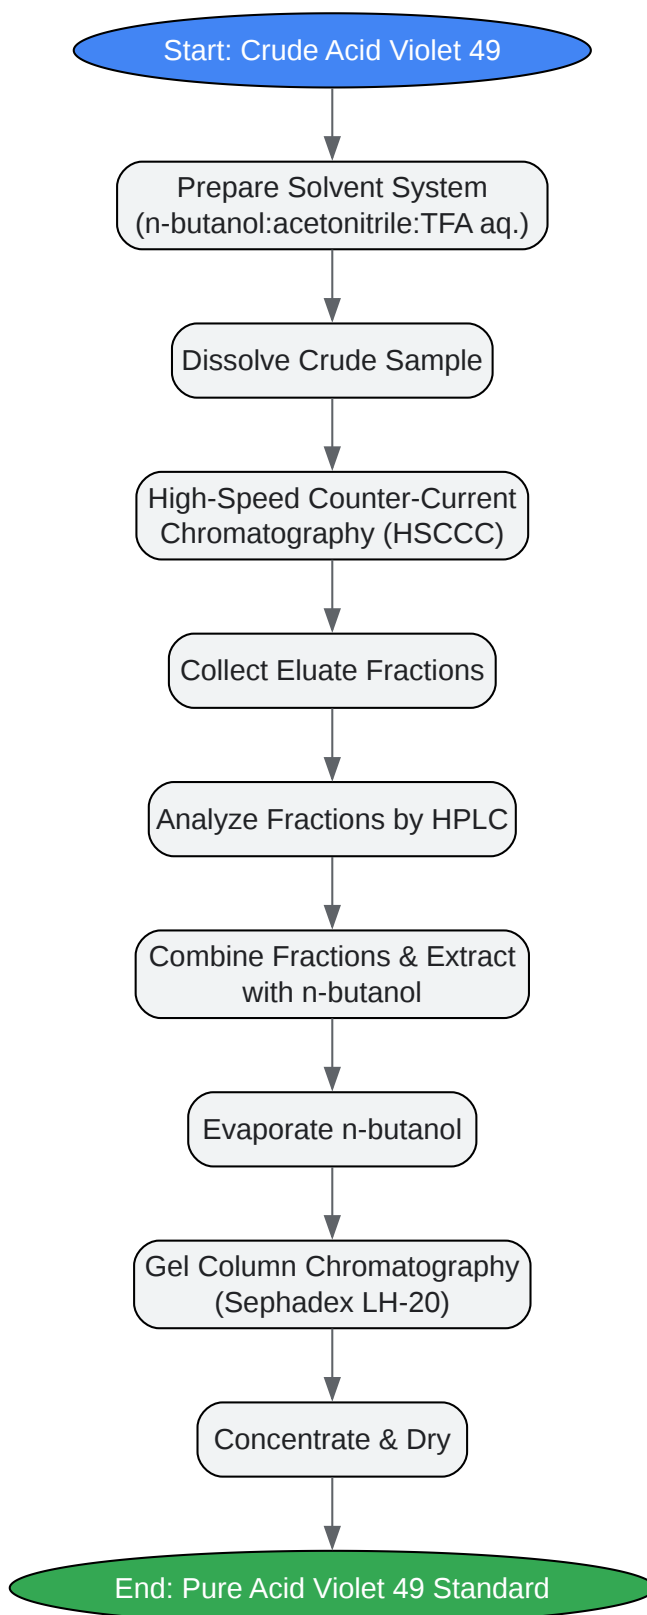 Start: Crude Acid Violet 49
Prepare Solvent System
(n-butanol:acetonitrile:TFA aq.)
Dissolve Crude Sample
High-Speed Counter-Current
Chromatography (HSCCC)
Collect Eluate Fractions
Analyze Fractions by HPLC
Combine Fractions & Extract
with n-butanol
Evaporate n-butanol
Gel Column Chromatography
(Sephadex LH-20)
Concentrate & Dry
End: Pure Acid Violet 49 Standard